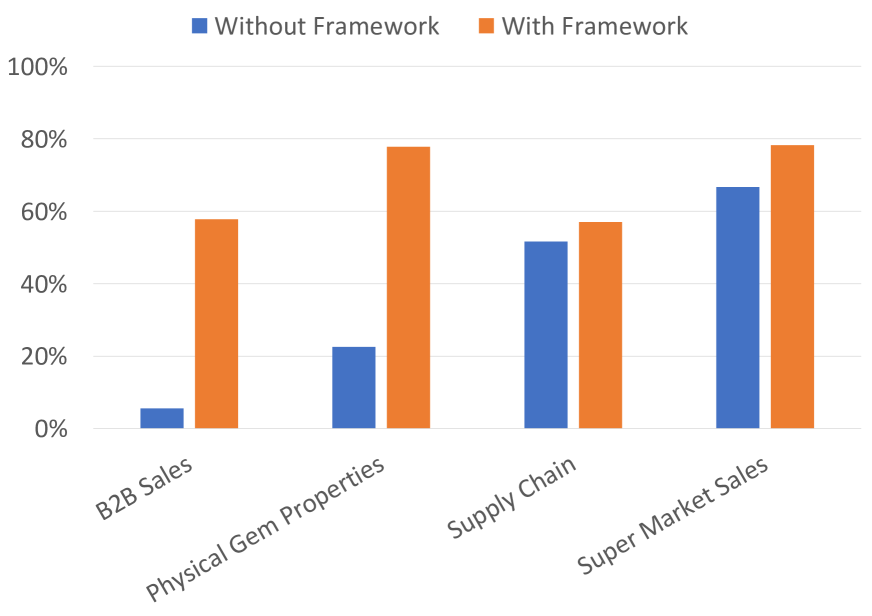 Without Framework With Framework
100%
80%
60%
40%
20%
0%
B2B Sales
Physical Gem Properties
Supply Chain
Super Market Sales